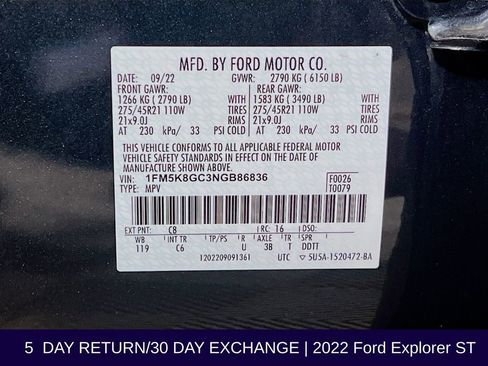 MFD. BY FORD MOTOR CO.
DATE: 09/22 GVWR: 2790 KG ( 6150 LB)
FRONT GAWR: REAR GAWR:
1266 KG ( 2790 LB) WITH 1583 KG ( 3490 LB) WITH
275/45R21 110W TIRES 275/45R21 110W TIRES
21x9.0J RIMS 21x9.0J RIMS
AT 230 kPa/ 33 PSI COLD AT 230 kPa/ 33 PSI COLD
THIS VEHICLE CONFORMS TO ALL APPLICABLE FEDERAL MOTOR
VEHICLE SAFETY AND THEFT PREVENTION STANDARDS IN EFFECT ON THE DATE OF MANUFACTURE SHOWN ABOVE.
VIN: 1FM5K8GC3NGB86836 F0026
TYPE: MPV T0079
EXT PNT: C8 RC: 16 DSO:
WB INT TR TP/PS R AXLE TR
119 C6 U 3B T DDTT
1202209091361 UTC 5U5A-1520472-BA
5 DAY RETURN/30 DAY EXCHANGE | 2022 Ford Explorer ST